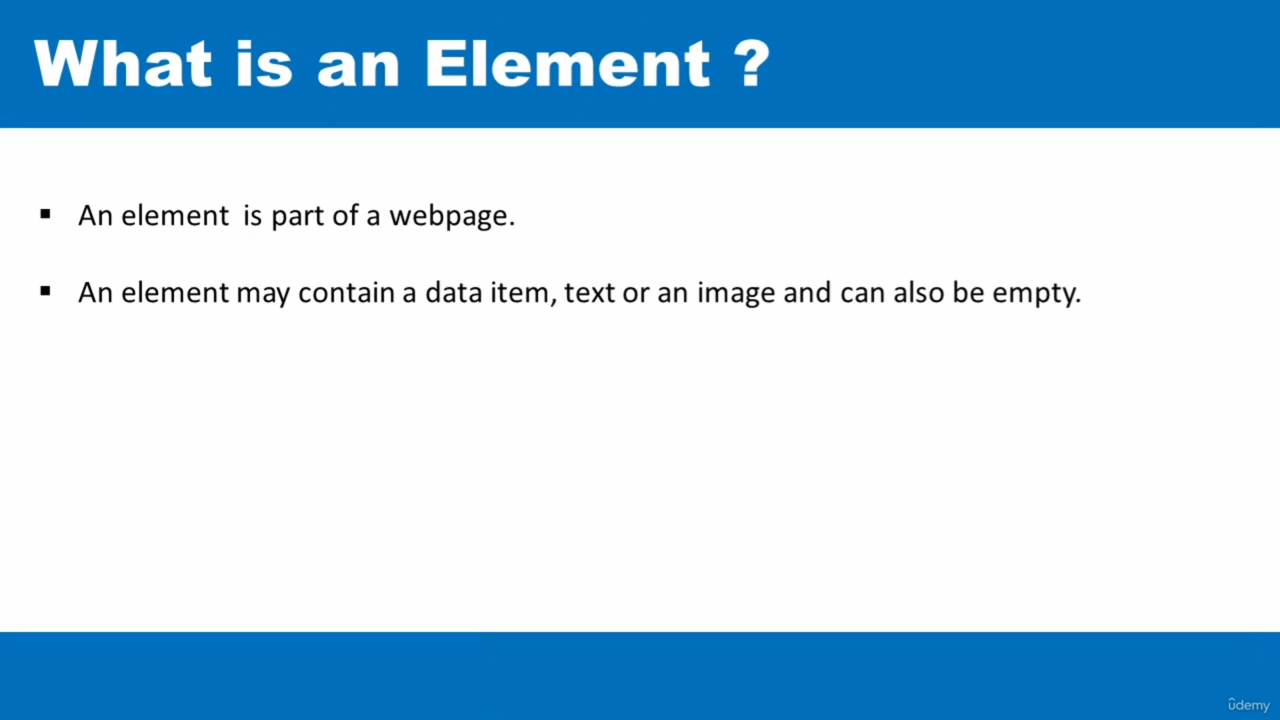 What is an Element ?
▪ An element is part of a webpage.
▪ An element may contain a data item, text or an image and can also be empty.
udemy